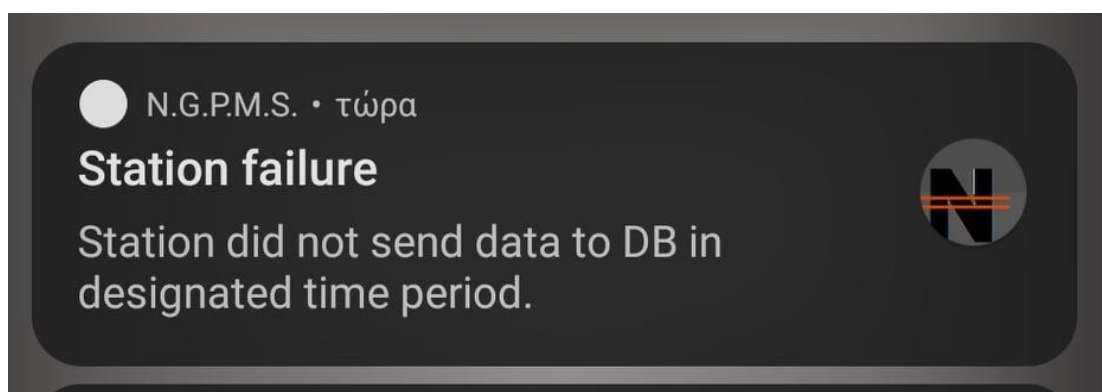 N.G.P.M.S. • τώρα
Station failure
N
Station did not send data to DB in
designated time period.